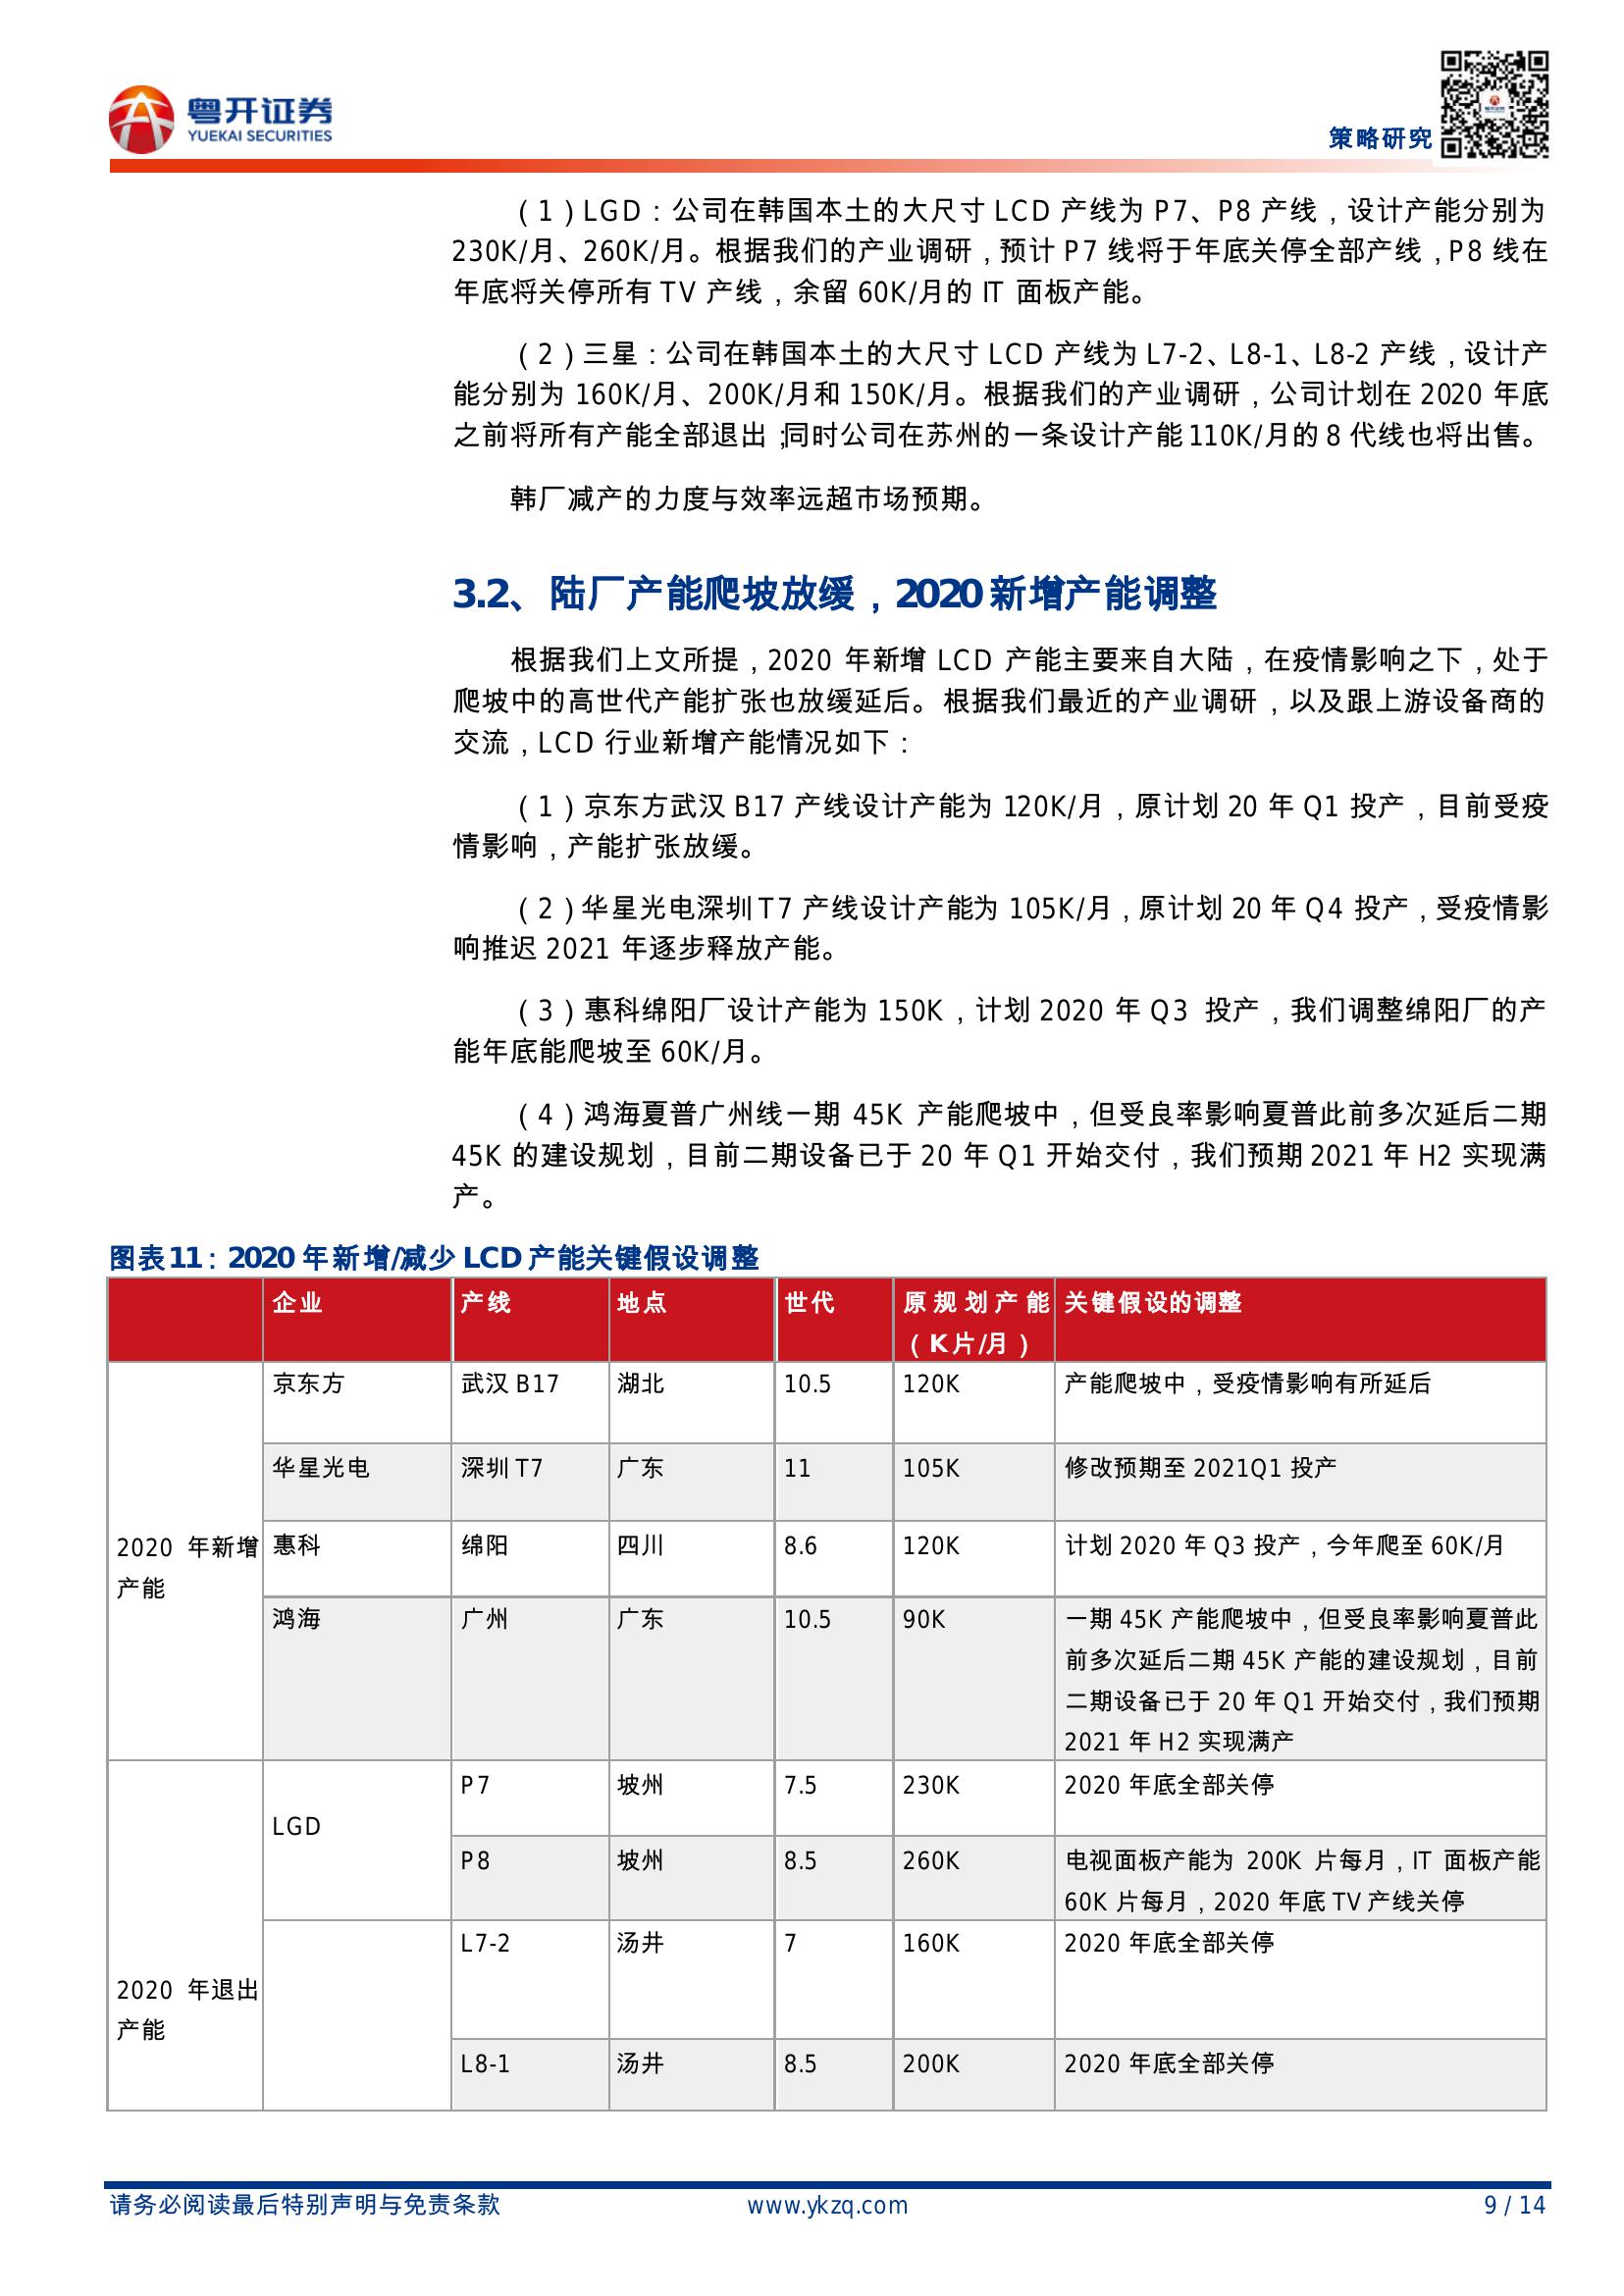 粤开证券
YUEKAI SECURITIES
策略研究
（1）LGD：公司在韩国本土的大尺寸 LCD 产线为 P7、P8 产线，设计产能分别为
230K/月、260K/月。根据我们的产业调研，预计 P7 线将于年底关停全部产线，P8 线在
年底将关停所有 TV 产线，余留 60K/月的 IT 面板产能。
（2）三星：公司在韩国本土的大尺寸 LCD 产线为 L7-2、L8-1、L8-2 产线，设计产
能分别为 160K/月、200K/月和 150K/月。根据我们的产业调研，公司计划在 2020 年底
之前将所有产能全部退出；同时公司在苏州的一条设计产能 110K/月的 8 代线也将出售。
韩厂减产的力度与效率远超市场预期。
3.2、陆厂产能爬坡放缓，2020 新增产能调整
根据我们上文所提，2020 年新增 LCD 产能主要来自大陆，在疫情影响之下，处于
爬坡中的高世代产能扩张也放缓延后。根据我们最近的产业调研，以及跟上游设备商的
交流，LCD 行业新增产能情况如下：
（1）京东方武汉 B17 产线设计产能为 120K/月，原计划 20 年 Q1 投产，目前受疫
情影响，产能扩张放缓。
（2）华星光电深圳 T7 产线设计产能为 105K/月，原计划 20 年 Q4 投产，受疫情影
响推迟 2021 年逐步释放产能。
（3）惠科绵阳厂设计产能为 150K，计划 2020 年 Q3 投产，我们调整绵阳厂的产
能年底能爬坡至 60K/月。
（4）鸿海夏普广州线一期 45K 产能爬坡中，但受良率影响夏普此前多次延后二期
45K 的建设规划，目前二期设备已于 20 年 Q1 开始交付，我们预期 2021 年 H2 实现满
产。
图表11：2020 年新增/减少 LCD 产能关键假设调整
企业 产线 地点 世代 原规划产能 关键假设的调整
（K片/月）
京东方 武汉 B17 湖北 10.5 120K 产能爬坡中，受疫情影响有所延后
华星光电 深圳 T7 广东 11 105K 修改预期至 2021Q1 投产
2020 年新增
产能
惠科 绵阳 四川 8.6 120K 计划 2020 年 Q3 投产，今年爬至 60K/月
鸿海 广州 广东 10.5 90K 一期 45K 产能爬坡中，但受良率影响夏普此
前多次延后二期 45K 产能的建设规划，目前
二期设备已于 20 年 Q1 开始交付，我们预期
2021 年 H2 实现满产
LGD
P7 坡州 7.5 230K 2020 年底全部关停
P8 坡州 8.5 260K 电视面板产能为 200K 片每月，IT 面板产能
60K 片每月，2020 年底 TV 产线关停
2020 年退出
产能
L7-2 汤井 7 160K 2020 年底全部关停
L8-1 汤井 8.5 200K 2020 年底全部关停
请务必阅读最后特别声明与免责条款 www.ykzq.com 9 / 14